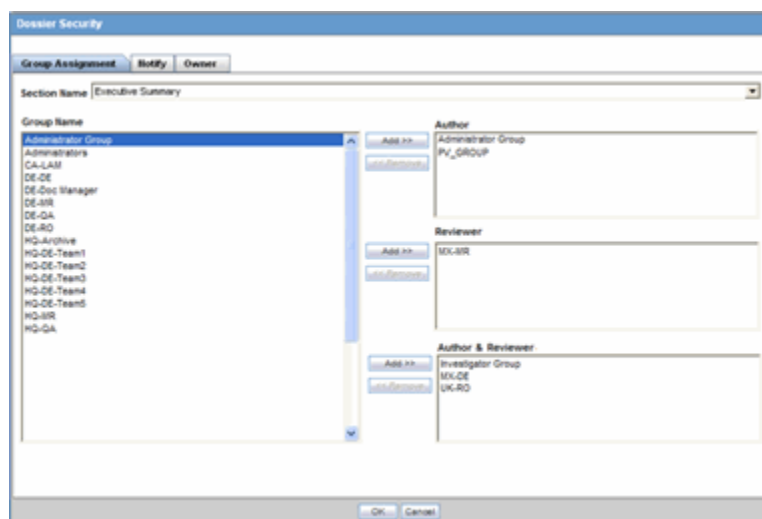 Dossier Security
Group Assignment Notify Owner
Section Name Executive Summary
Group Name
Administrator Group
Administrators
CA-LAM
DE-DE
DE-Doc Manager
DE-MR
DE-QA
DE-RO
HQ-Archive
HQ-DE-Team1
HQ-DE-Team2
HQ-DE-Team3
HQ-DE-Team4
HQ-DE-Team5
HQ-MR
HQ-QA
Add >>
<< Remove
Author
Administrator Group
PV_GROUP
Add >>
<< Remove
Reviewer
MX-MR
Add >>
<< Remove
Author & Reviewer
Investigator Group
MX-DE
UK-RO
OK Cancel